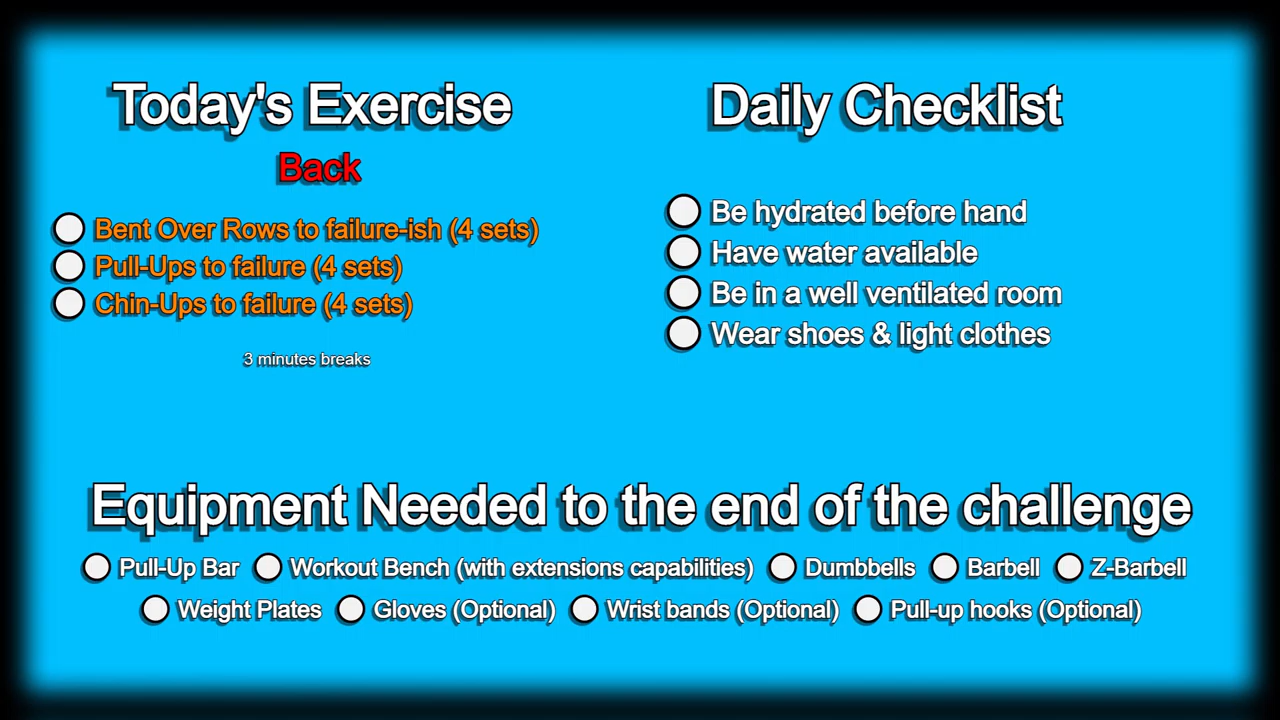 Today's Exercise
Back
Bent Over Rows to failure-ish (4 sets)
Pull-Ups to failure (4 sets)
Chin-Ups to failure (4 sets)
3 minutes breaks
Daily Checklist
Be hydrated before hand
Have water available
Be in a well ventilated room
Wear shoes & light clothes
Equipment Needed to the end of the challenge
Pull-Up Bar Workout Bench (with extensions capabilities) Dumbbells Barbell Z-Barbell
Weight Plates Gloves (Optional) Wrist bands (Optional) Pull-up hooks (Optional)